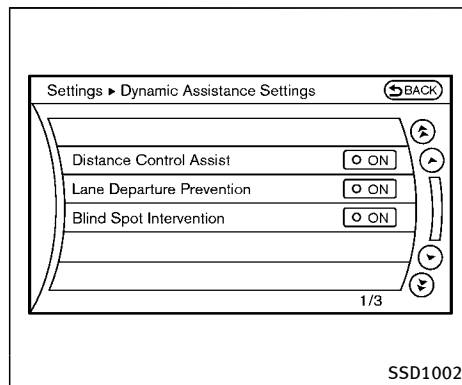 Settings ▸ Dynamic Assistance Settings BACK
Distance Control Assist ON
Lane Departure Prevention ON
Blind Spot Intervention ON
1/3
SSD1002